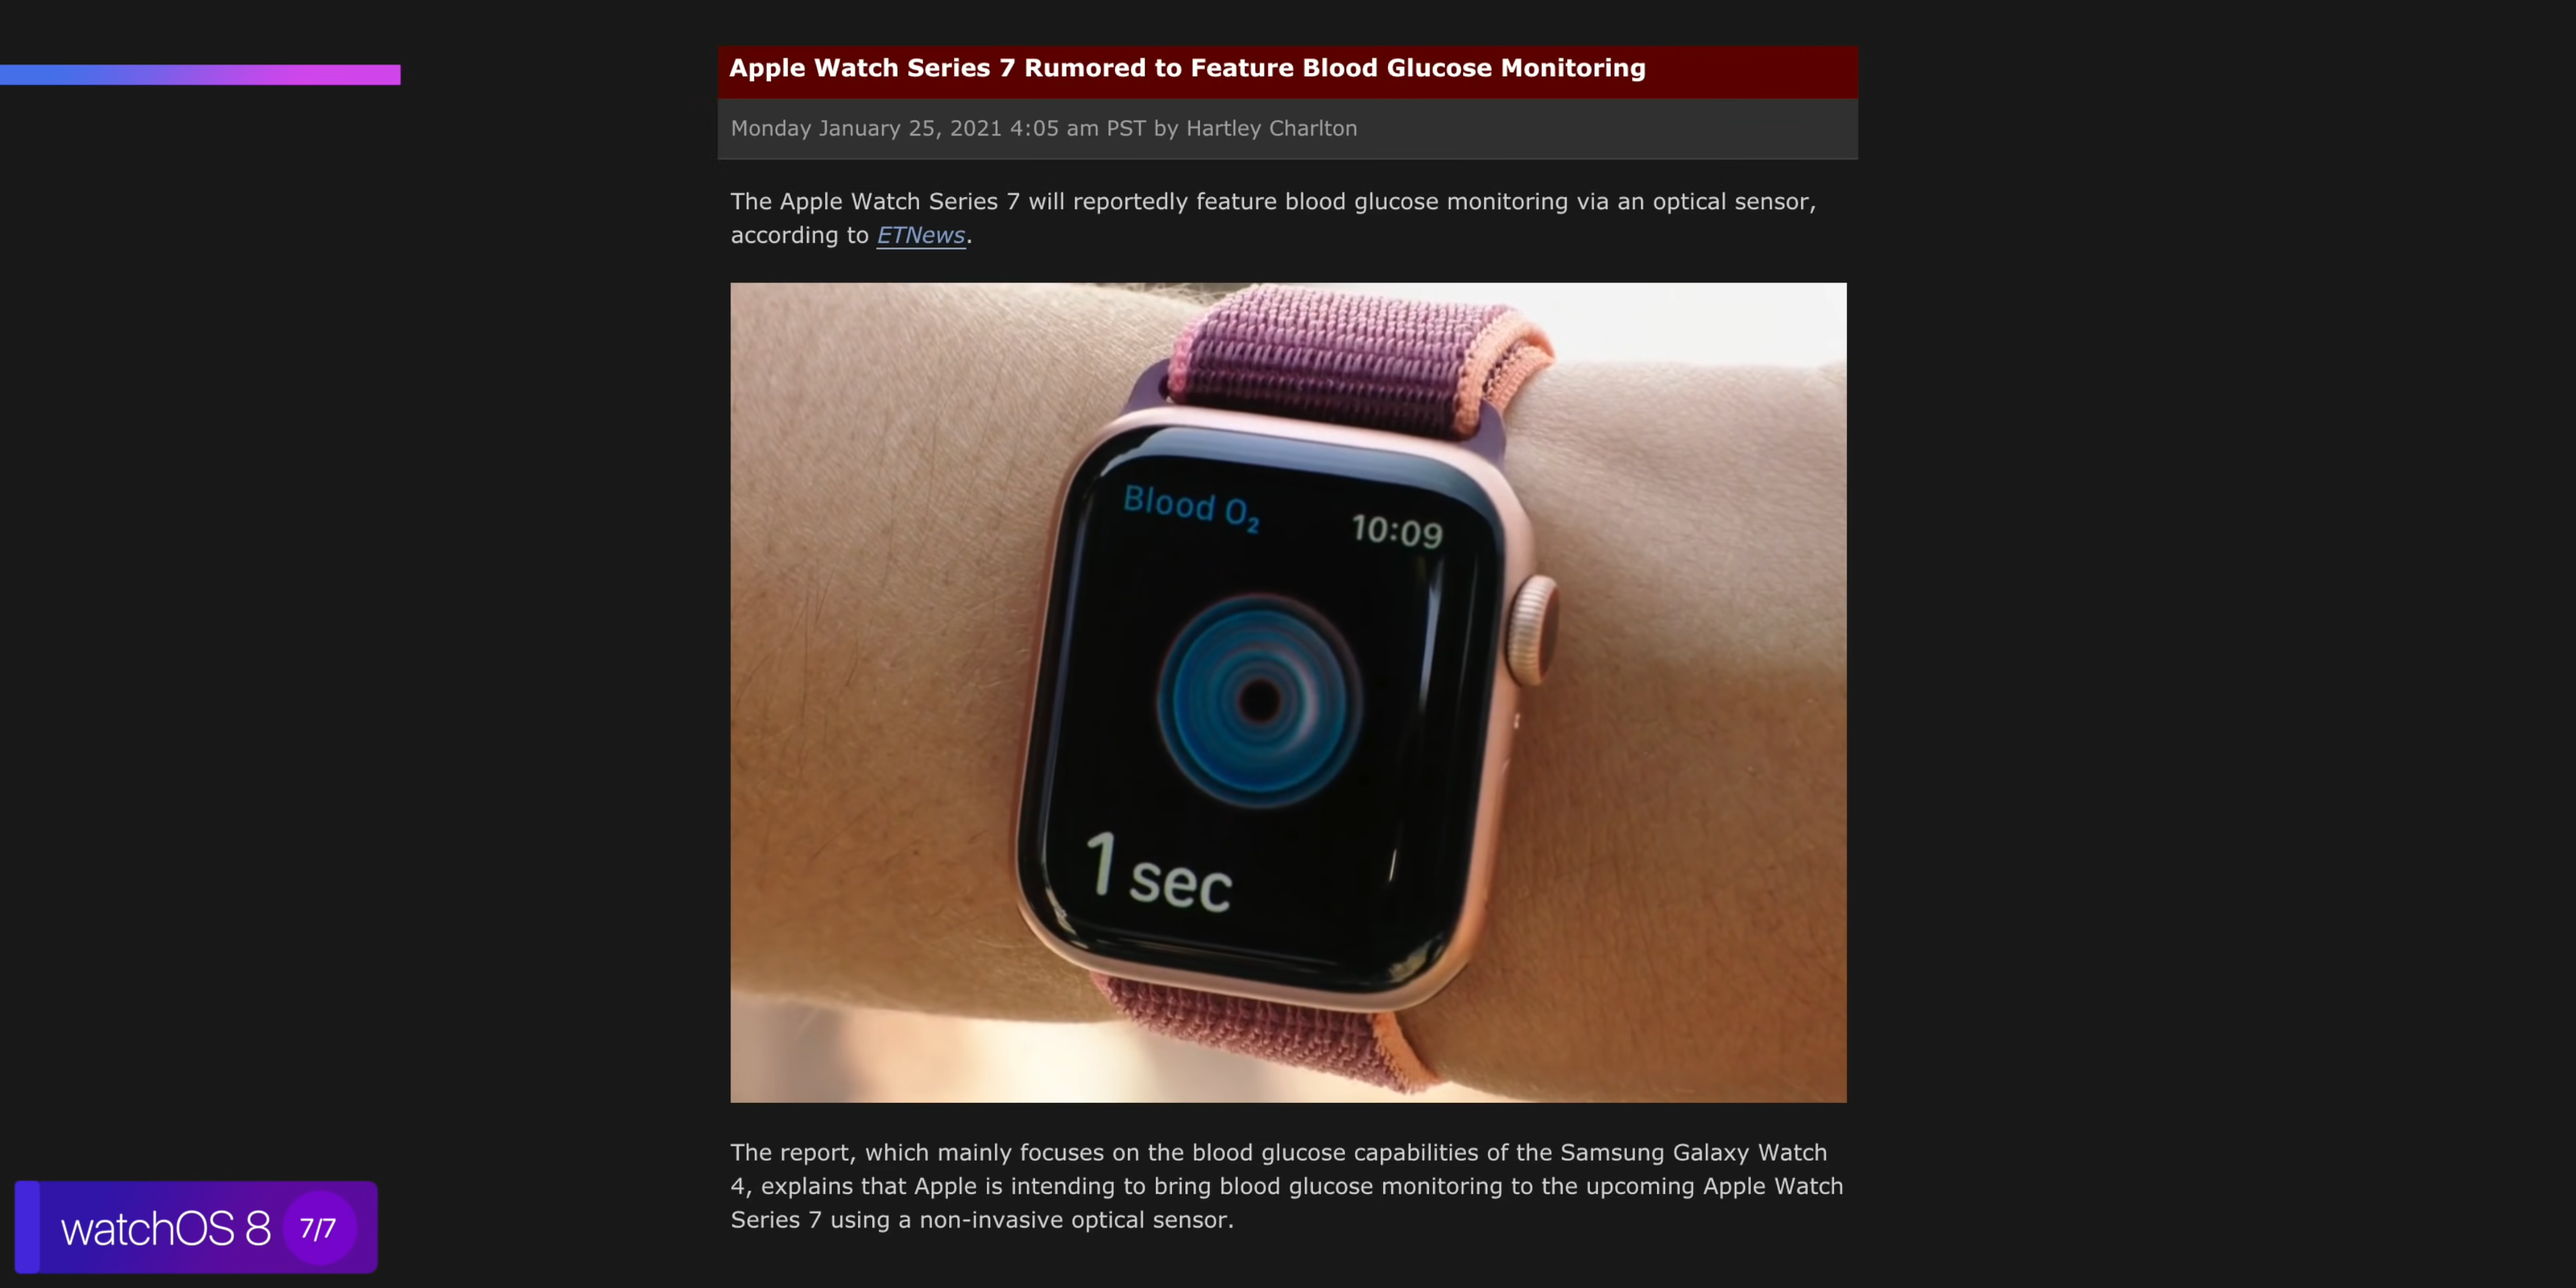 Apple Watch Series 7 Rumored to Feature Blood Glucose Monitoring
Monday January 25, 2021 4:05 am PST by Hartley Charlton
The Apple Watch Series 7 will reportedly feature blood glucose monitoring via an optical sensor,
according to ETNews.
Blood O₂
10:09
1 sec
The report, which mainly focuses on the blood glucose capabilities of the Samsung Galaxy Watch
4, explains that Apple is intending to bring blood glucose monitoring to the upcoming Apple Watch
Series 7 using a non-invasive optical sensor.
watchOS 8 7/7